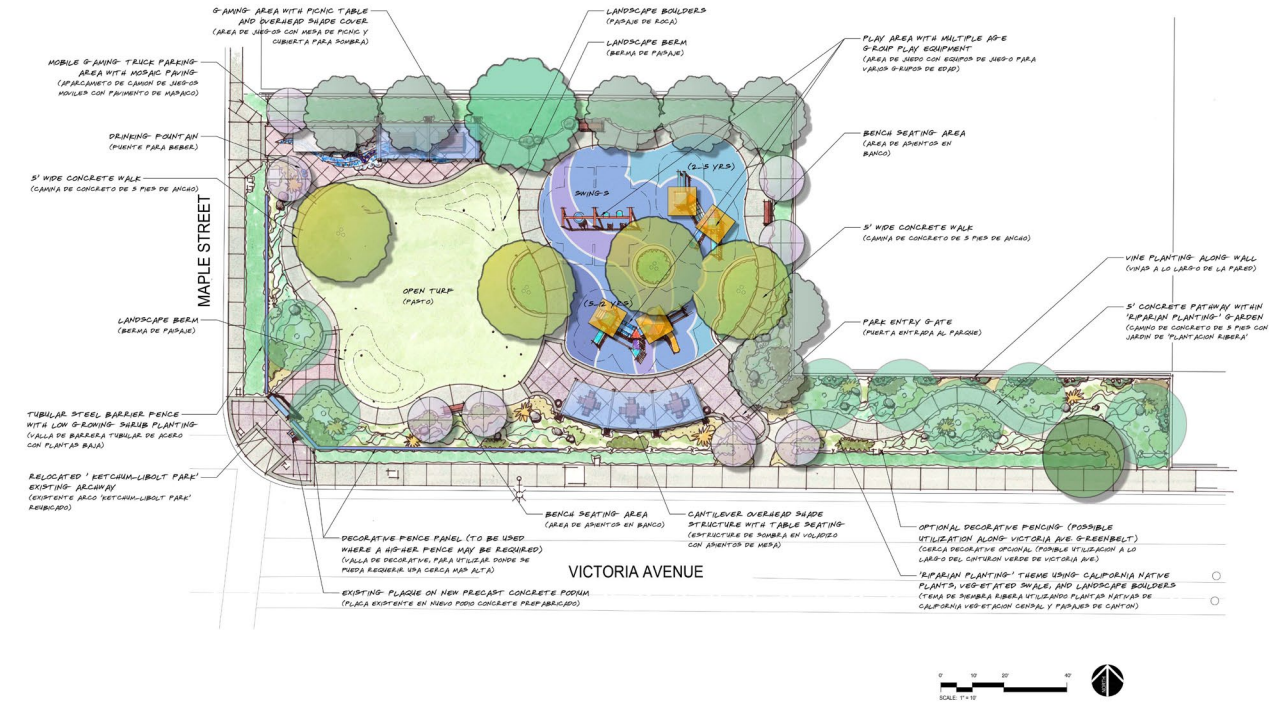 GAMING AREA WITH PICNIC TABLE
AND OVERHEAD SHADE COVER
(AREA DE JUEGOS CON MESA DE PICNIC Y
CUBIERTA PARA SOMBRA)
LANDSCAPE BOULDERS
(PAISAJE DE ROCA)
LANDSCAPE BERM
(BERMA DE PAISAJE)
PLAY AREA WITH MULTIPLE AGE
GROUP PLAY EQUIPMENT
(AREA DE JUEDO CON EQUIPOS DE JUEGO PARA
VARIOS GRUPOS DE EDAD)
MOBILE GAMING TRUCK PARKING
AREA WITH MOSAIC PAVING
(APARCAMIETO DE CAMION DE JUEGOS
MOVILES CON PAVIMENTO DE MASAICO)
DRINKING FOUNTAIN
(FUENTE PARA BEBER)
BENCH SEATING AREA
(AREA DE ASIENTOS EN
BANCO)
5' WIDE CONCRETE WALK
(CAMINA DE CONCRETO DE 5 PIES DE ANCHO)
(2-5 YRS)
SWINGS
5' WIDE CONCRETE WALK
(CAMINA DE CONCRETO DE 5 PIES DE ANCHO)
MAPLE STREET
VINE PLANTING ALONG WALL
(VINAS A LO LARGO DE LA PARED)
OPEN TURF
(PASTO)
(5-12 YRS)
5' CONCRETE PATHWAY WITHIN
'RIPARIAN PLANTING' GARDEN
(CAMINO DE CONCRETO DE 5 PIES CON
JARDIN DE 'PLANTACION RIBERA'
LANDSCAPE BERM
(BERMA DE PAISAJE)
PARK ENTRY GATE
(PUERTA ENTRADA AL PARQUE)
TUBULAR STEEL BARRIER FENCE
WITH LOW GROWING SHRUB PLANTING
(VALLA DE BARRERA TUBULAR DE ACERO
CON PLANTAS BAJA)
RELOCATED ' KETCHUM-LIBOLT PARK'
EXISTING ARCHWAY
(EXISTENTE ARCO 'KETCHUM-LIBOLT PARK'
REUBICADO)
BENCH SEATING AREA
(AREA DE ASIENTOS EN BANCO)
CANTILEVER OVERHEAD SHADE
STRUCTURE WITH TABLE SEATING
(ESTRUCTURE DE SOMBRA EN VOLADIZO
CON ASIENTOS DE MESA)
OPTIONAL DECORATIVE FENCING (POSSIBLE
UTILIZATION ALONG VICTORIA AVE. GREENBELT)
(CERCA DECORATIVE OPCIONAL (POSIBLE UTILIZACION A LO
LARGO DEL CINTURON VERDE DE VICTORIA AVE.)
DECORATIVE FENCE PANEL (TO BE USED
WHERE A HIGHER FENCE MAY BE REQUIRED)
(VALLA DE DECORATIVE, PARA UTILIZAR DONDE SE
PUEDA REQUERIR USA CERCA MAS ALTA)
VICTORIA AVENUE
'RIPARIAN PLANTING' THEME USING CALIFORNIA NATIVE
PLANTS, VEGETATED SWALE, AND LANDSCAPE BOULDERS
(TEMA DE SIEMBRA RIBERA UTILIZANDO PLANTAS NATIVAS DE
CALIFORNIA VEGETACION CENSAL Y PAISAJES DE CANTON)
EXISTING PLAQUE ON NEW PRECAST CONCRETE PODIUM
(PLACA EXISTENTE EN NUEVO PODIO CONCRETE PREFABRICADO)
0' 10' 20' 40'
SCALE: 1" = 10'
NORTH